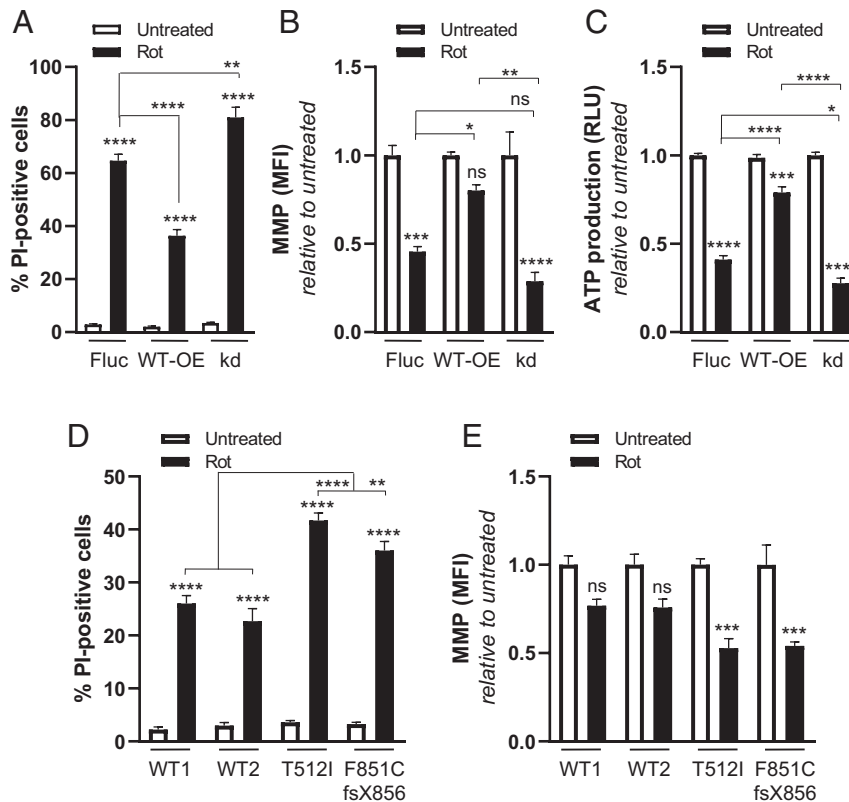 A
Untreated
Rot
% PI-positive cells
100
80
60
40
20
0
**
****
****
****
****
Fluc WT-OE kd
B
Untreated
Rot
MMP (MFI)
relative to untreated
1.5
1.0
0.5
0.0
**
ns
*
ns
***
****
Fluc WT-OE kd
C
Untreated
Rot
ATP production (RLU)
relative to untreated
1.5
1.0
0.5
0.0
****
*
****
***
****
***
Fluc WT-OE kd
D
Untreated
Rot
% PI-positive cells
50
40
30
20
10
0
**** **
****
****
****
****
WT1 WT2 T512I F851C
fsX856
E
Untreated
Rot
MMP (MFI)
relative to untreated
1.5
1.0
0.5
0.0
ns ns
*** ***
WT1 WT2 T512I F851C
fsX856